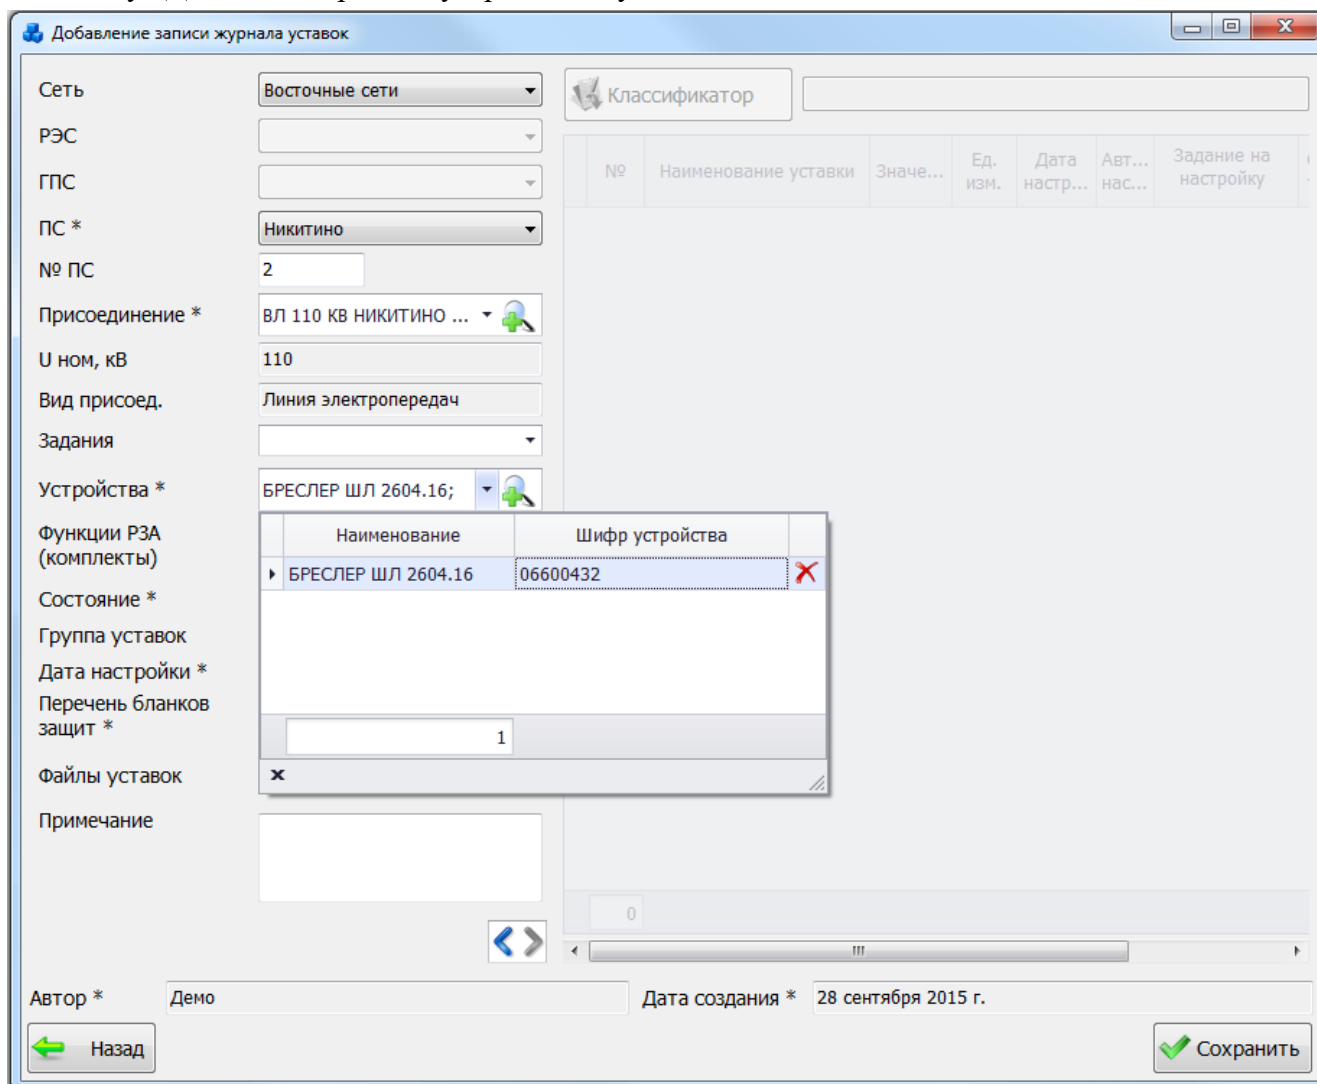 Добавление записи журнала уставок
Сеть Восточные сети
РЭС
ГПС
ПС * Никитино
№ ПС 2
Присоединение * ВЛ 110 КВ НИКИТИНО ...
U ном, кВ 110
Вид присоед. Линия электропередач
Задания
Устройства * БРЕСЛЕР ШЛ 2604.16;
Функции РЗА
(комплекты)
Состояние *
Группа уставок
Дата настройки *
Перечень бланков
защит *
Файлы уставок
Примечание
Наименование Шифр устройства
БРЕСЛЕР ШЛ 2604.16 06600432
1
Классификатор
№ Наименование уставки Значе... Ед. изм. Дата настр... Авт... нас... Задание на настройку
0
Автор * Демо Дата создания * 28 сентября 2015 г.
Назад Сохранить